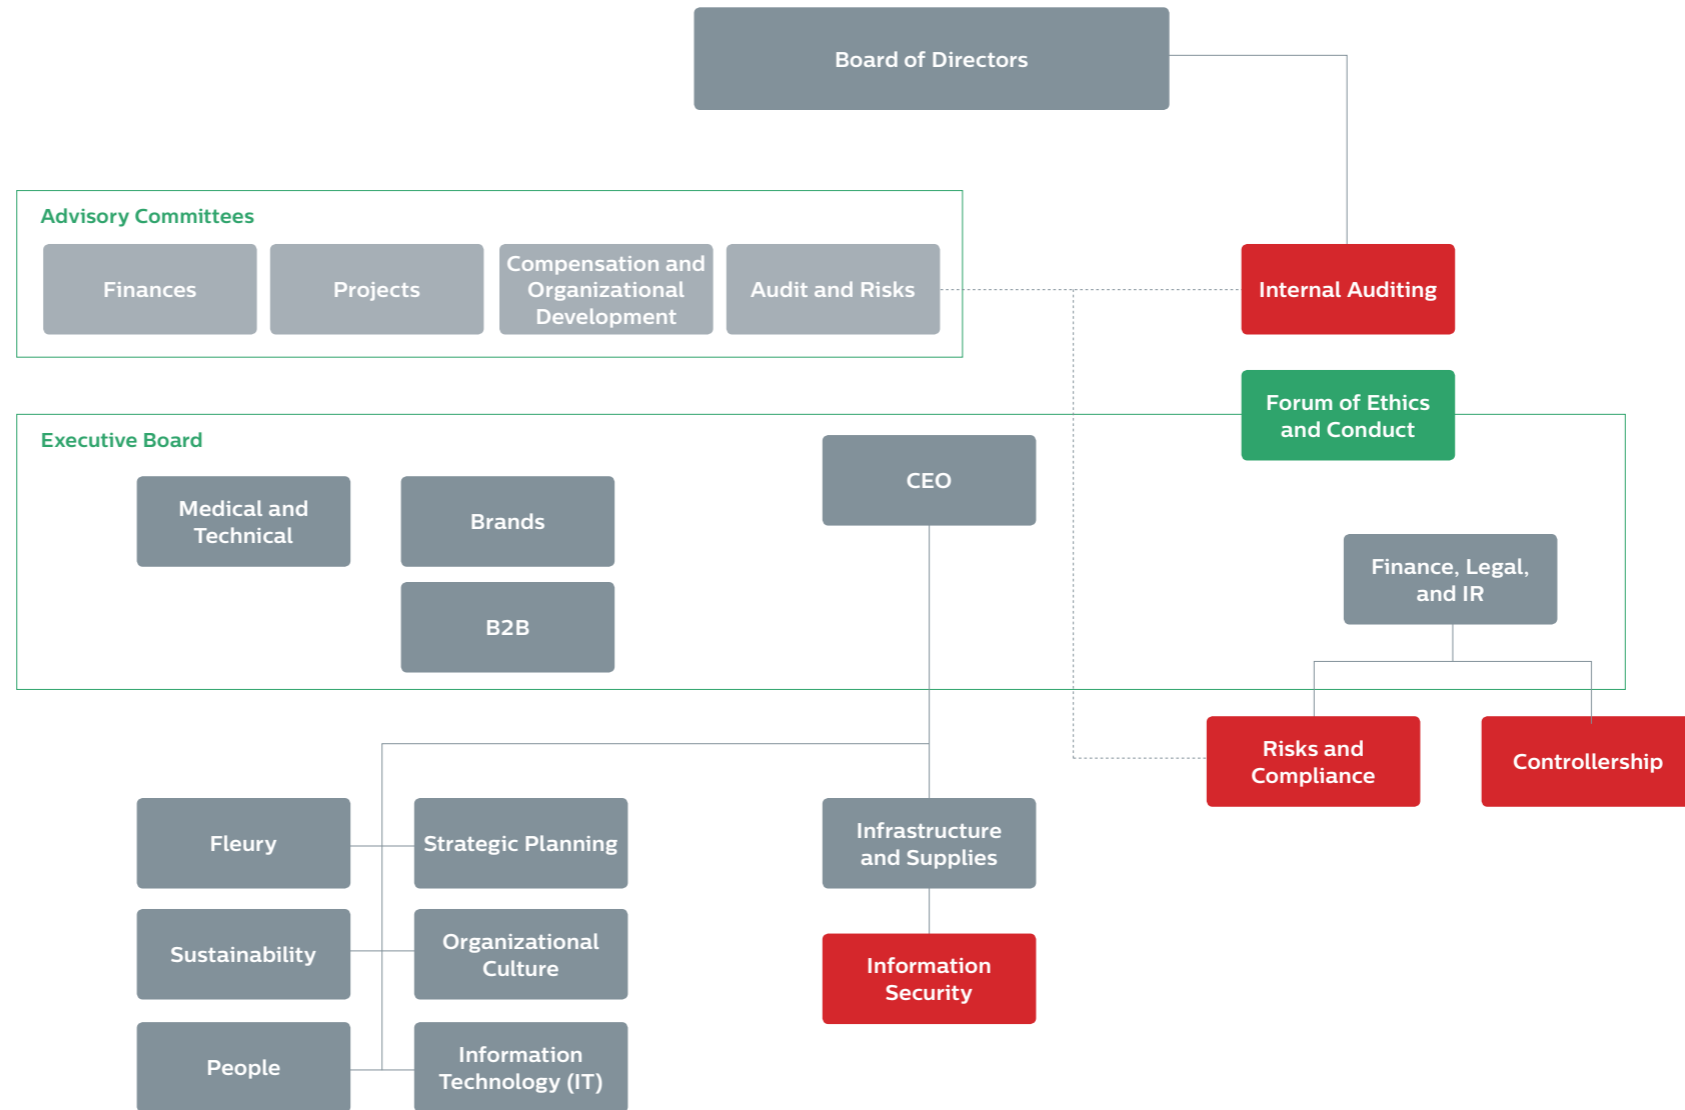 Board of Directors
Advisory Committees
Finances
Projects
Compensation and
Organizational
Development
Audit and Risks
Internal Auditing
Forum of Ethics
and Conduct
Executive Board
CEO
Medical and
Technical
Brands
B2B
Finance, Legal,
and IR
Risks and
Compliance
Controllership
Fleury
Strategic Planning
Infrastructure
and Supplies
Sustainability
Organizational
Culture
Information
Security
People
Information
Technology (IT)